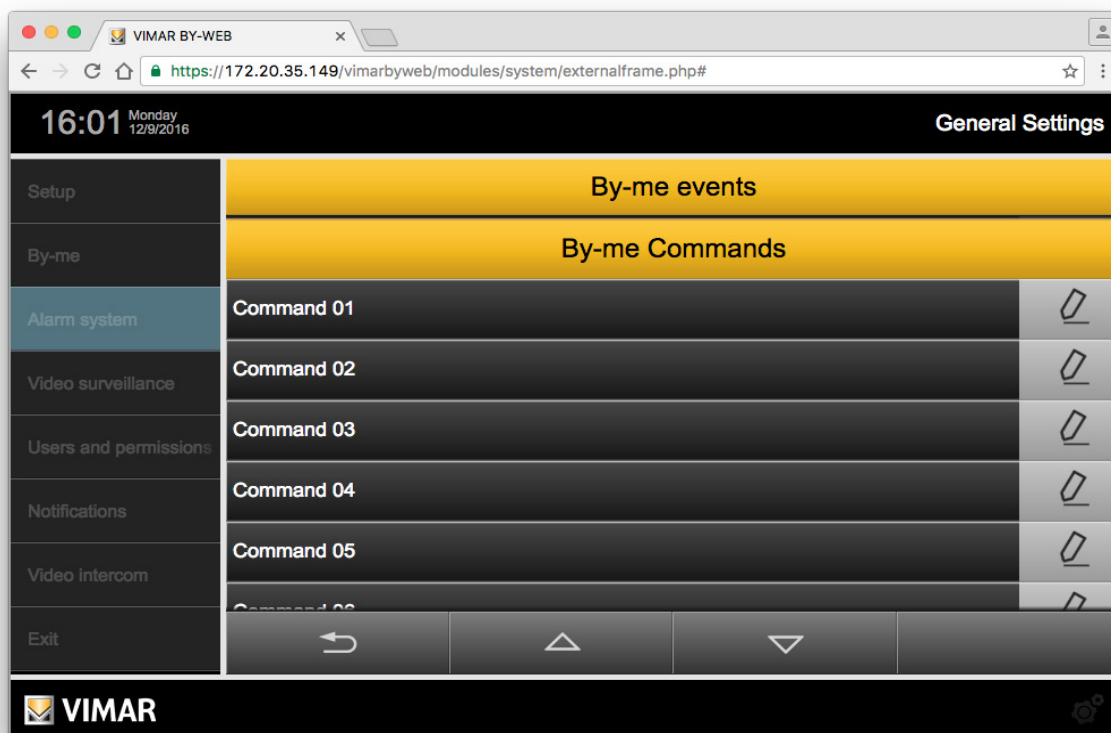 VIMAR BY-WEB
https://172.20.35.149/vimarbyweb/modules/system/externalframe.php#
16:01 Monday
12/9/2016
General Settings
Setup
By-me
Alarm system
Video surveillance
Users and permissions
Notifications
Video intercom
Exit
By-me events
By-me Commands
Command 01
Command 02
Command 03
Command 04
Command 05
Command 06
VIMAR